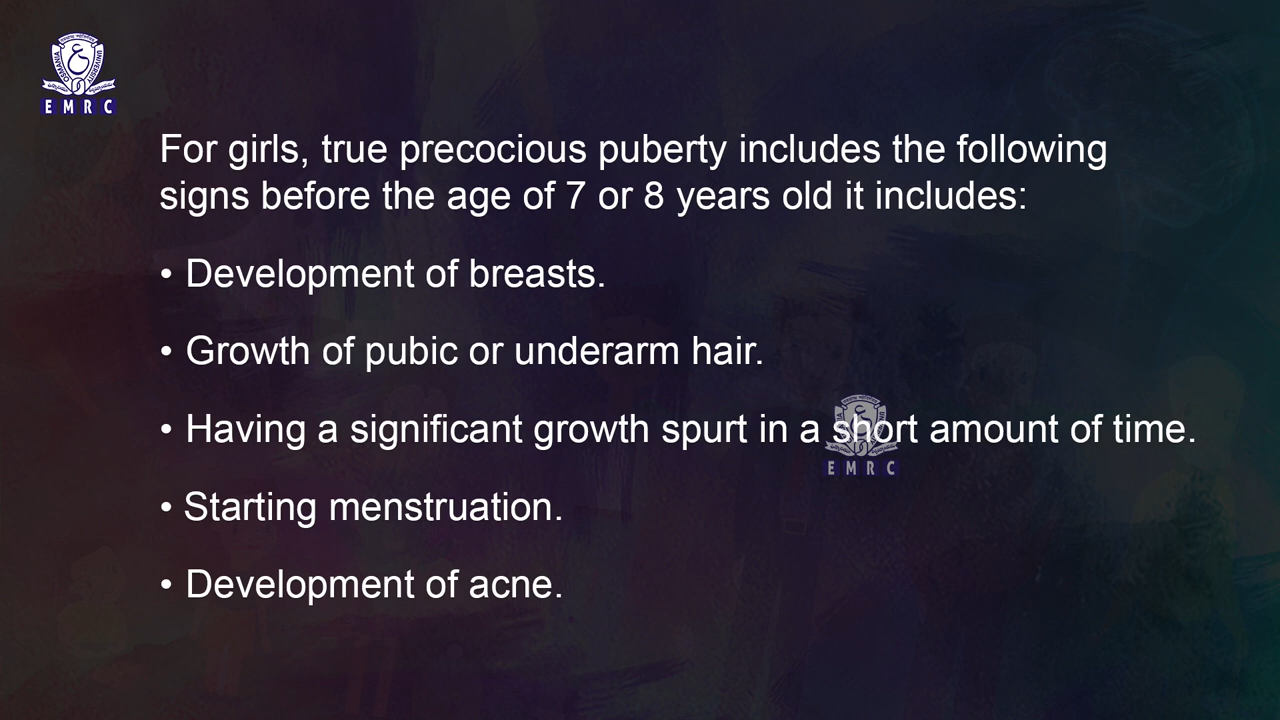 OSMANIA
UNIVERSITY
EMRC
For girls, true precocious puberty includes the following
signs before the age of 7 or 8 years old it includes:
• Development of breasts.
• Growth of pubic or underarm hair.
• Having a significant growth spurt in a short amount of time.
• Starting menstruation.
• Development of acne.
EMRC